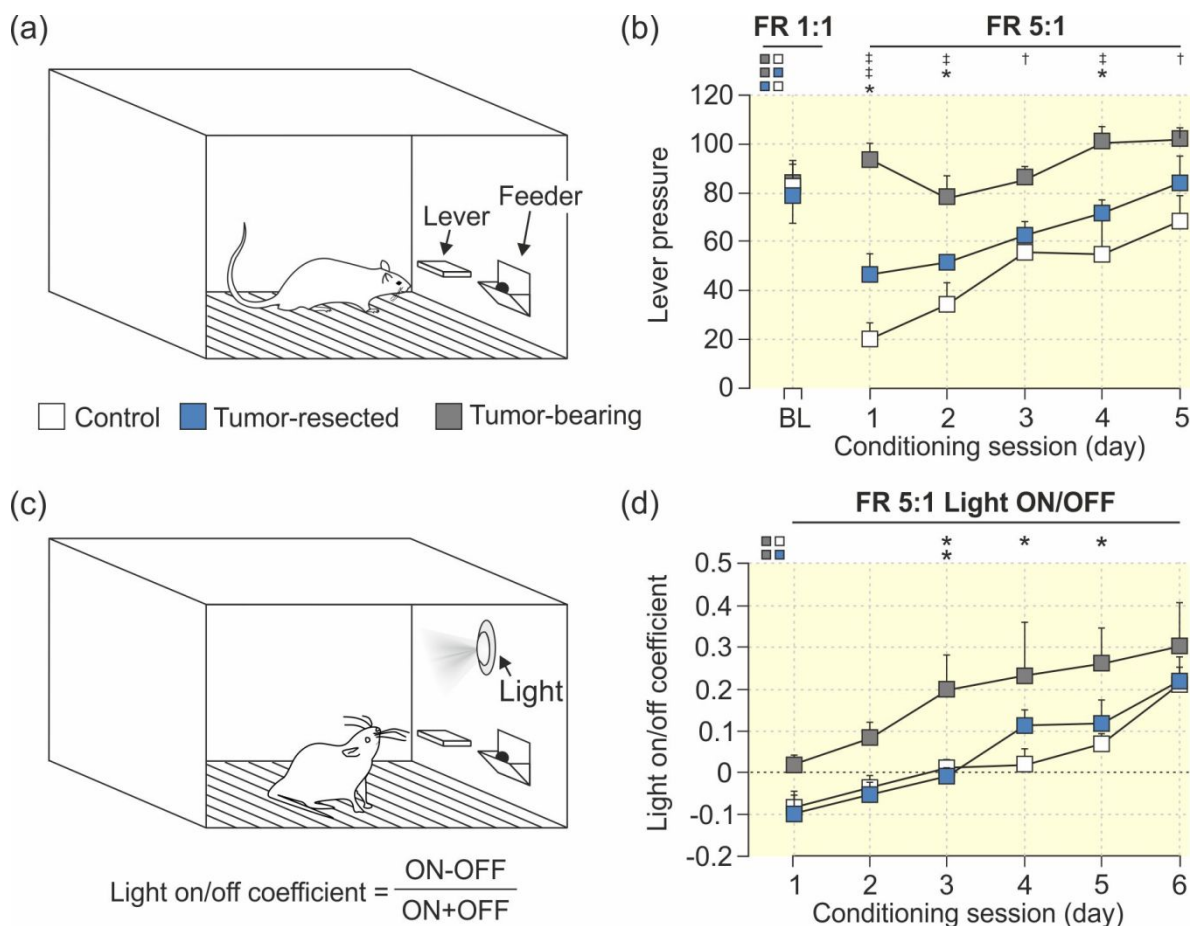 (a)
Lever
Feeder
Control
Tumor-resected
Tumor-bearing
(b)
FR 1:1
FR 5:1
‡ ‡ † ‡ †
‡ * *
*
120
100
80
60
40
20
0
Lever pressure
BL 1 2 3 4 5
Conditioning session (day)
(c)
Light
Light on/off coefficient = ON-OFF
ON+OFF
(d)
FR 5:1 Light ON/OFF
* * *
*
0.5
0.4
0.3
0.2
0.1
0
-0.1
-0.2
Light on/off coefficient
1 2 3 4 5 6
Conditioning session (day)